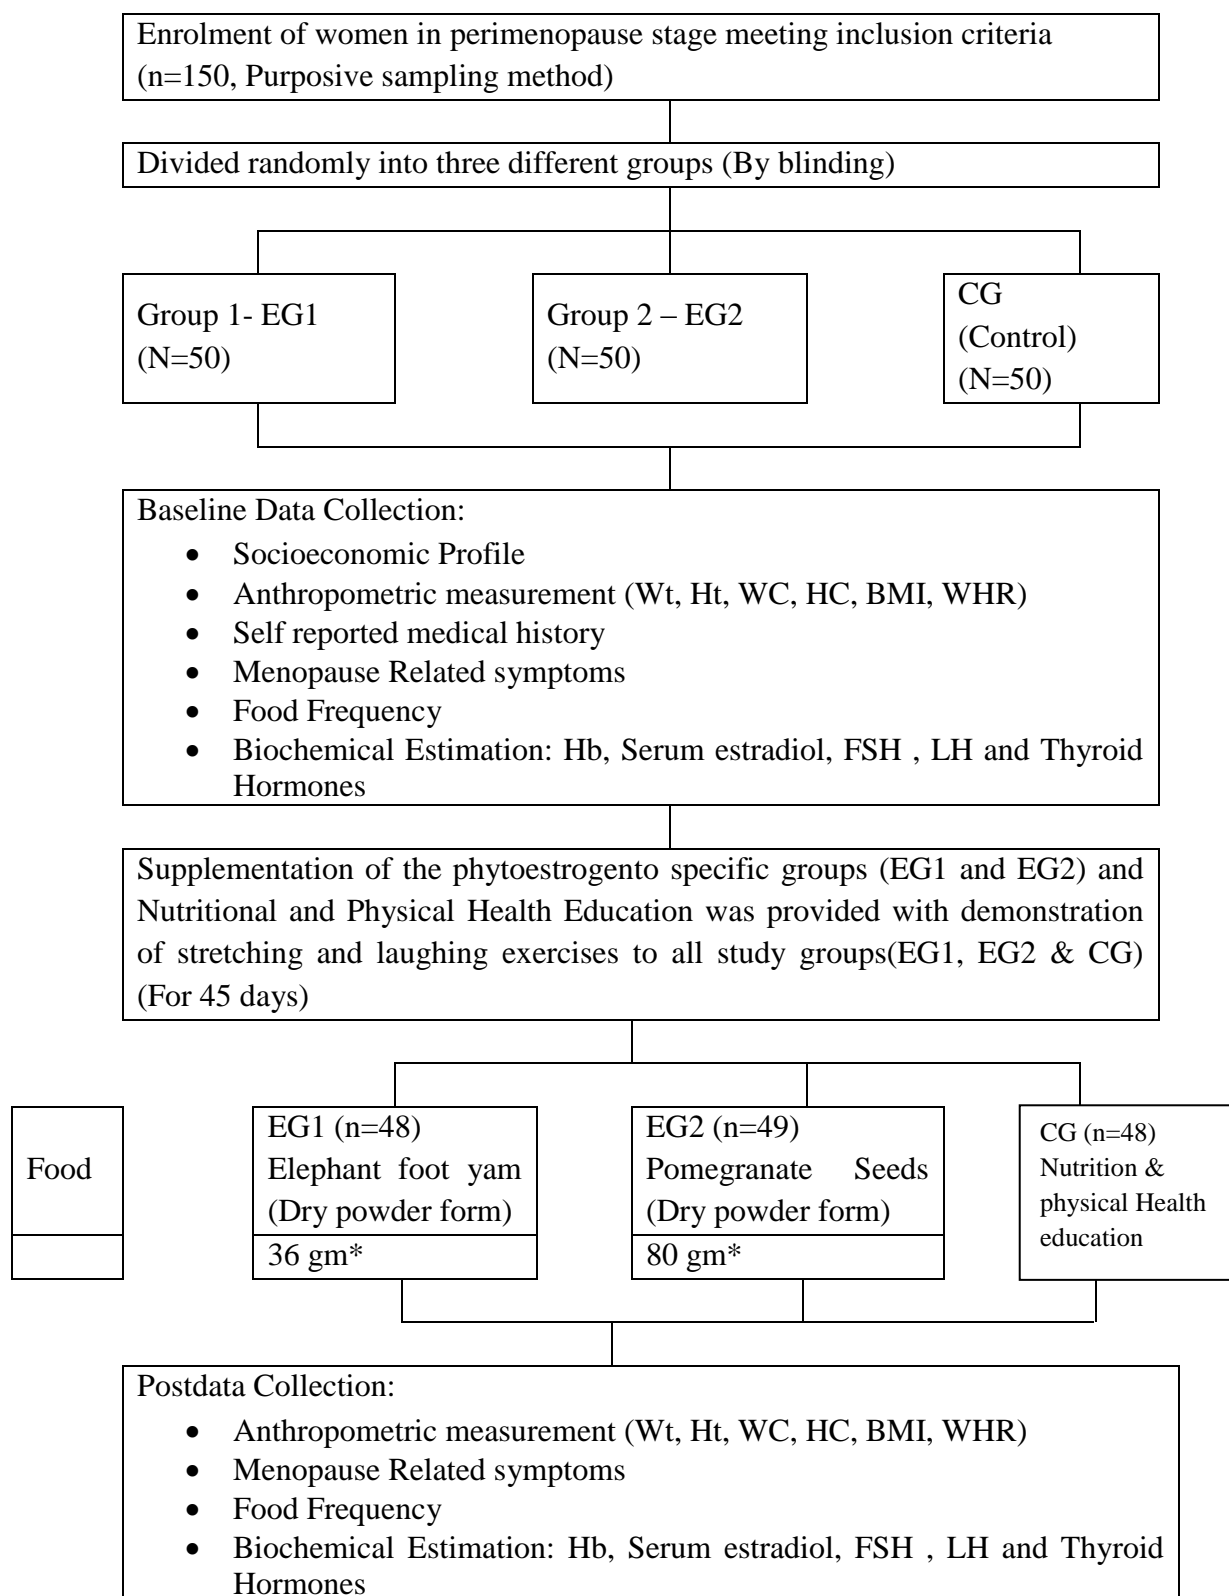 Enrolment of women in perimenopause stage meeting inclusion criteria
(n=150, Purposive sampling method)
Divided randomly into three different groups (By blinding)
Group 1- EG1
(N=50)
Group 2 – EG2
(N=50)
CG
(Control)
(N=50)
Baseline Data Collection:
• Socioeconomic Profile
• Anthropometric measurement (Wt, Ht, WC, HC, BMI, WHR)
• Self reported medical history
• Menopause Related symptoms
• Food Frequency
• Biochemical Estimation: Hb, Serum estradiol, FSH , LH and Thyroid
Hormones
Supplementation of the phytoestrogento specific groups (EG1 and EG2) and
Nutritional and Physical Health Education was provided with demonstration
of stretching and laughing exercises to all study groups(EG1, EG2 & CG)
(For 45 days)
Food
EG1 (n=48)
Elephant foot yam
(Dry powder form)
36 gm*
EG2 (n=49)
Pomegranate Seeds
(Dry powder form)
80 gm*
CG (n=48)
Nutrition &
physical Health
education
Postdata Collection:
• Anthropometric measurement (Wt, Ht, WC, HC, BMI, WHR)
• Menopause Related symptoms
• Food Frequency
• Biochemical Estimation: Hb, Serum estradiol, FSH , LH and Thyroid
Hormones